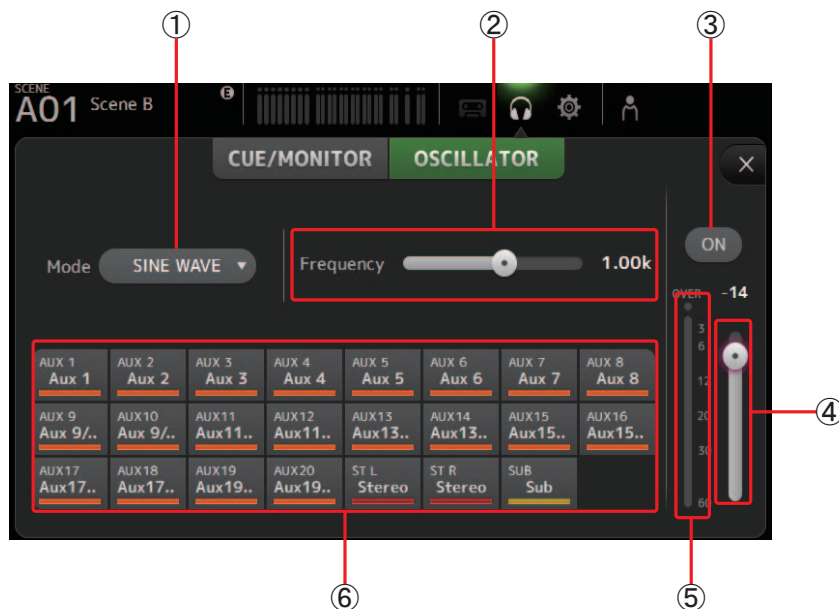 ① ② ③
SCENE
A01 Scene B E
CUE/MONITOR OSCILLATOR ×
Mode SINE WAVE ▼ Frequency 1.00k ON
OVER -14
3
6
12
20
30
60
AUX 1 AUX 2 AUX 3 AUX 4 AUX 5 AUX 6 AUX 7 AUX 8
Aux 1 Aux 2 Aux 3 Aux 4 Aux 5 Aux 6 Aux 7 Aux 8
AUX 9 AUX10 AUX11 AUX12 AUX13 AUX14 AUX15 AUX16
Aux 9/.. Aux 9/.. Aux11.. Aux11.. Aux13.. Aux13.. Aux15.. Aux15..
AUX17 AUX18 AUX19 AUX20 ST L ST R SUB
Aux17.. Aux17.. Aux19.. Aux19.. Stereo Stereo Sub
④
⑥ ⑤